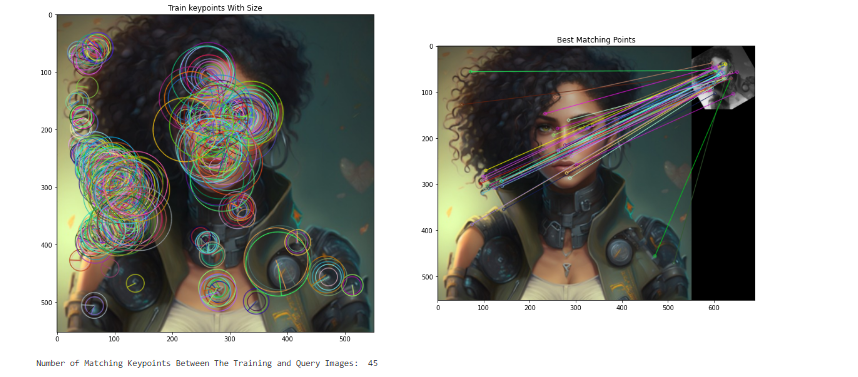 Train keypoints With Size
0
100
200
300
400
500
0 100 200 300 400 500
Best Matching Points
0
100
200
300
400
500
0 100 200 300 400 500 600
Number of Matching Keypoints Between The Training and Query Images: 45